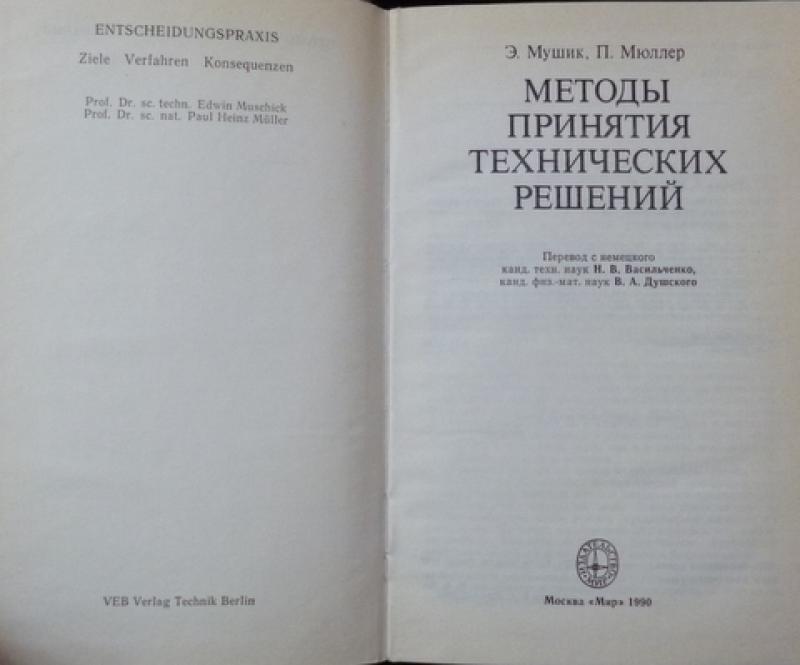 ENTSCHEIDUNGSPRAXIS
Ziele Verfahren Konsequenzen
Prof. Dr. sc. techn. Edwin Muschick
Prof. Dr. sc. nat. Paul Heinz Müller
VEB Verlag Technik Berlin
Э. Мушик, П. Мюллер
МЕТОДЫ
ПРИНЯТИЯ
ТЕХНИЧЕСКИХ
РЕШЕНИЙ
Перевод с немецкого
канд. техн. наук Н. В. Васильченко,
канд. физ.-мат. наук В. А. Душского
ИЗДАТЕЛЬСТВО
МИР
Москва «Мир» 1990